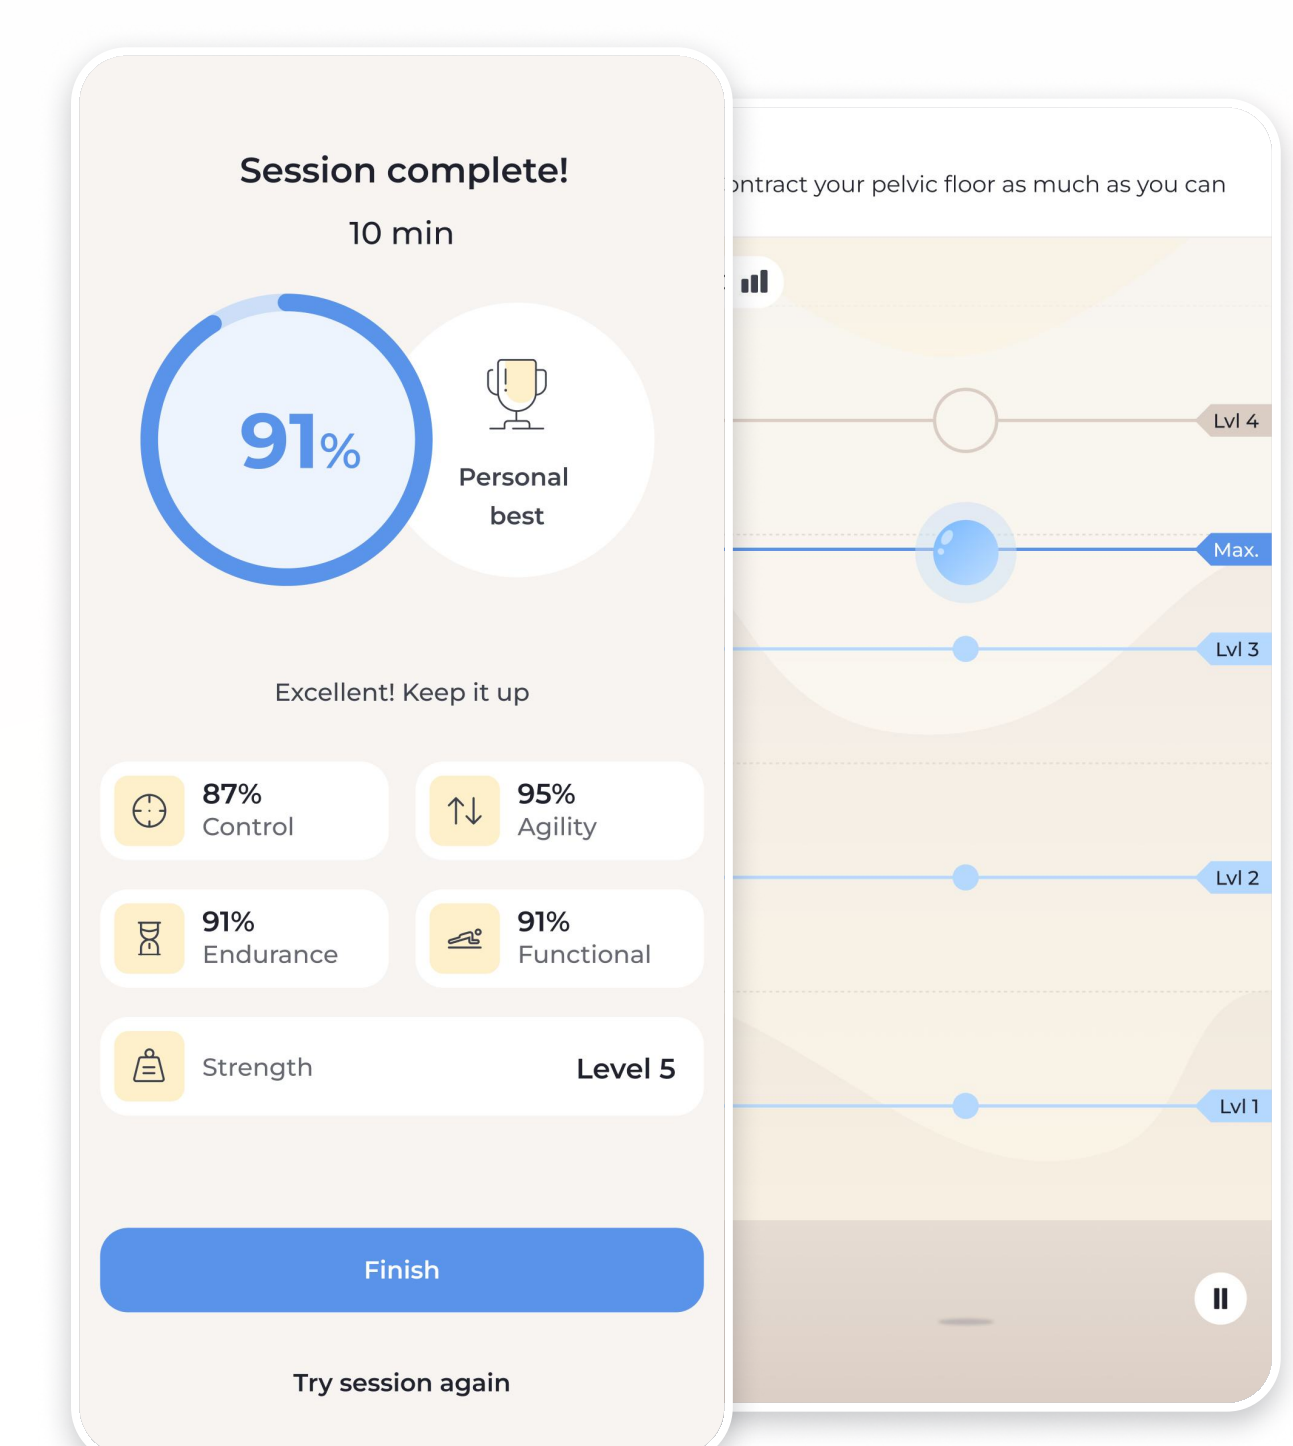 Session complete!
10 min
91%
Personal
best
Excellent! Keep it up
87%
Control
95%
Agility
91%
Endurance
91%
Functional
Strength
Level 5
Finish
Try session again
your pelvic floor as much as you can
Lvl 4
Max.
Lvl 3
Lvl 2
Lvl 1